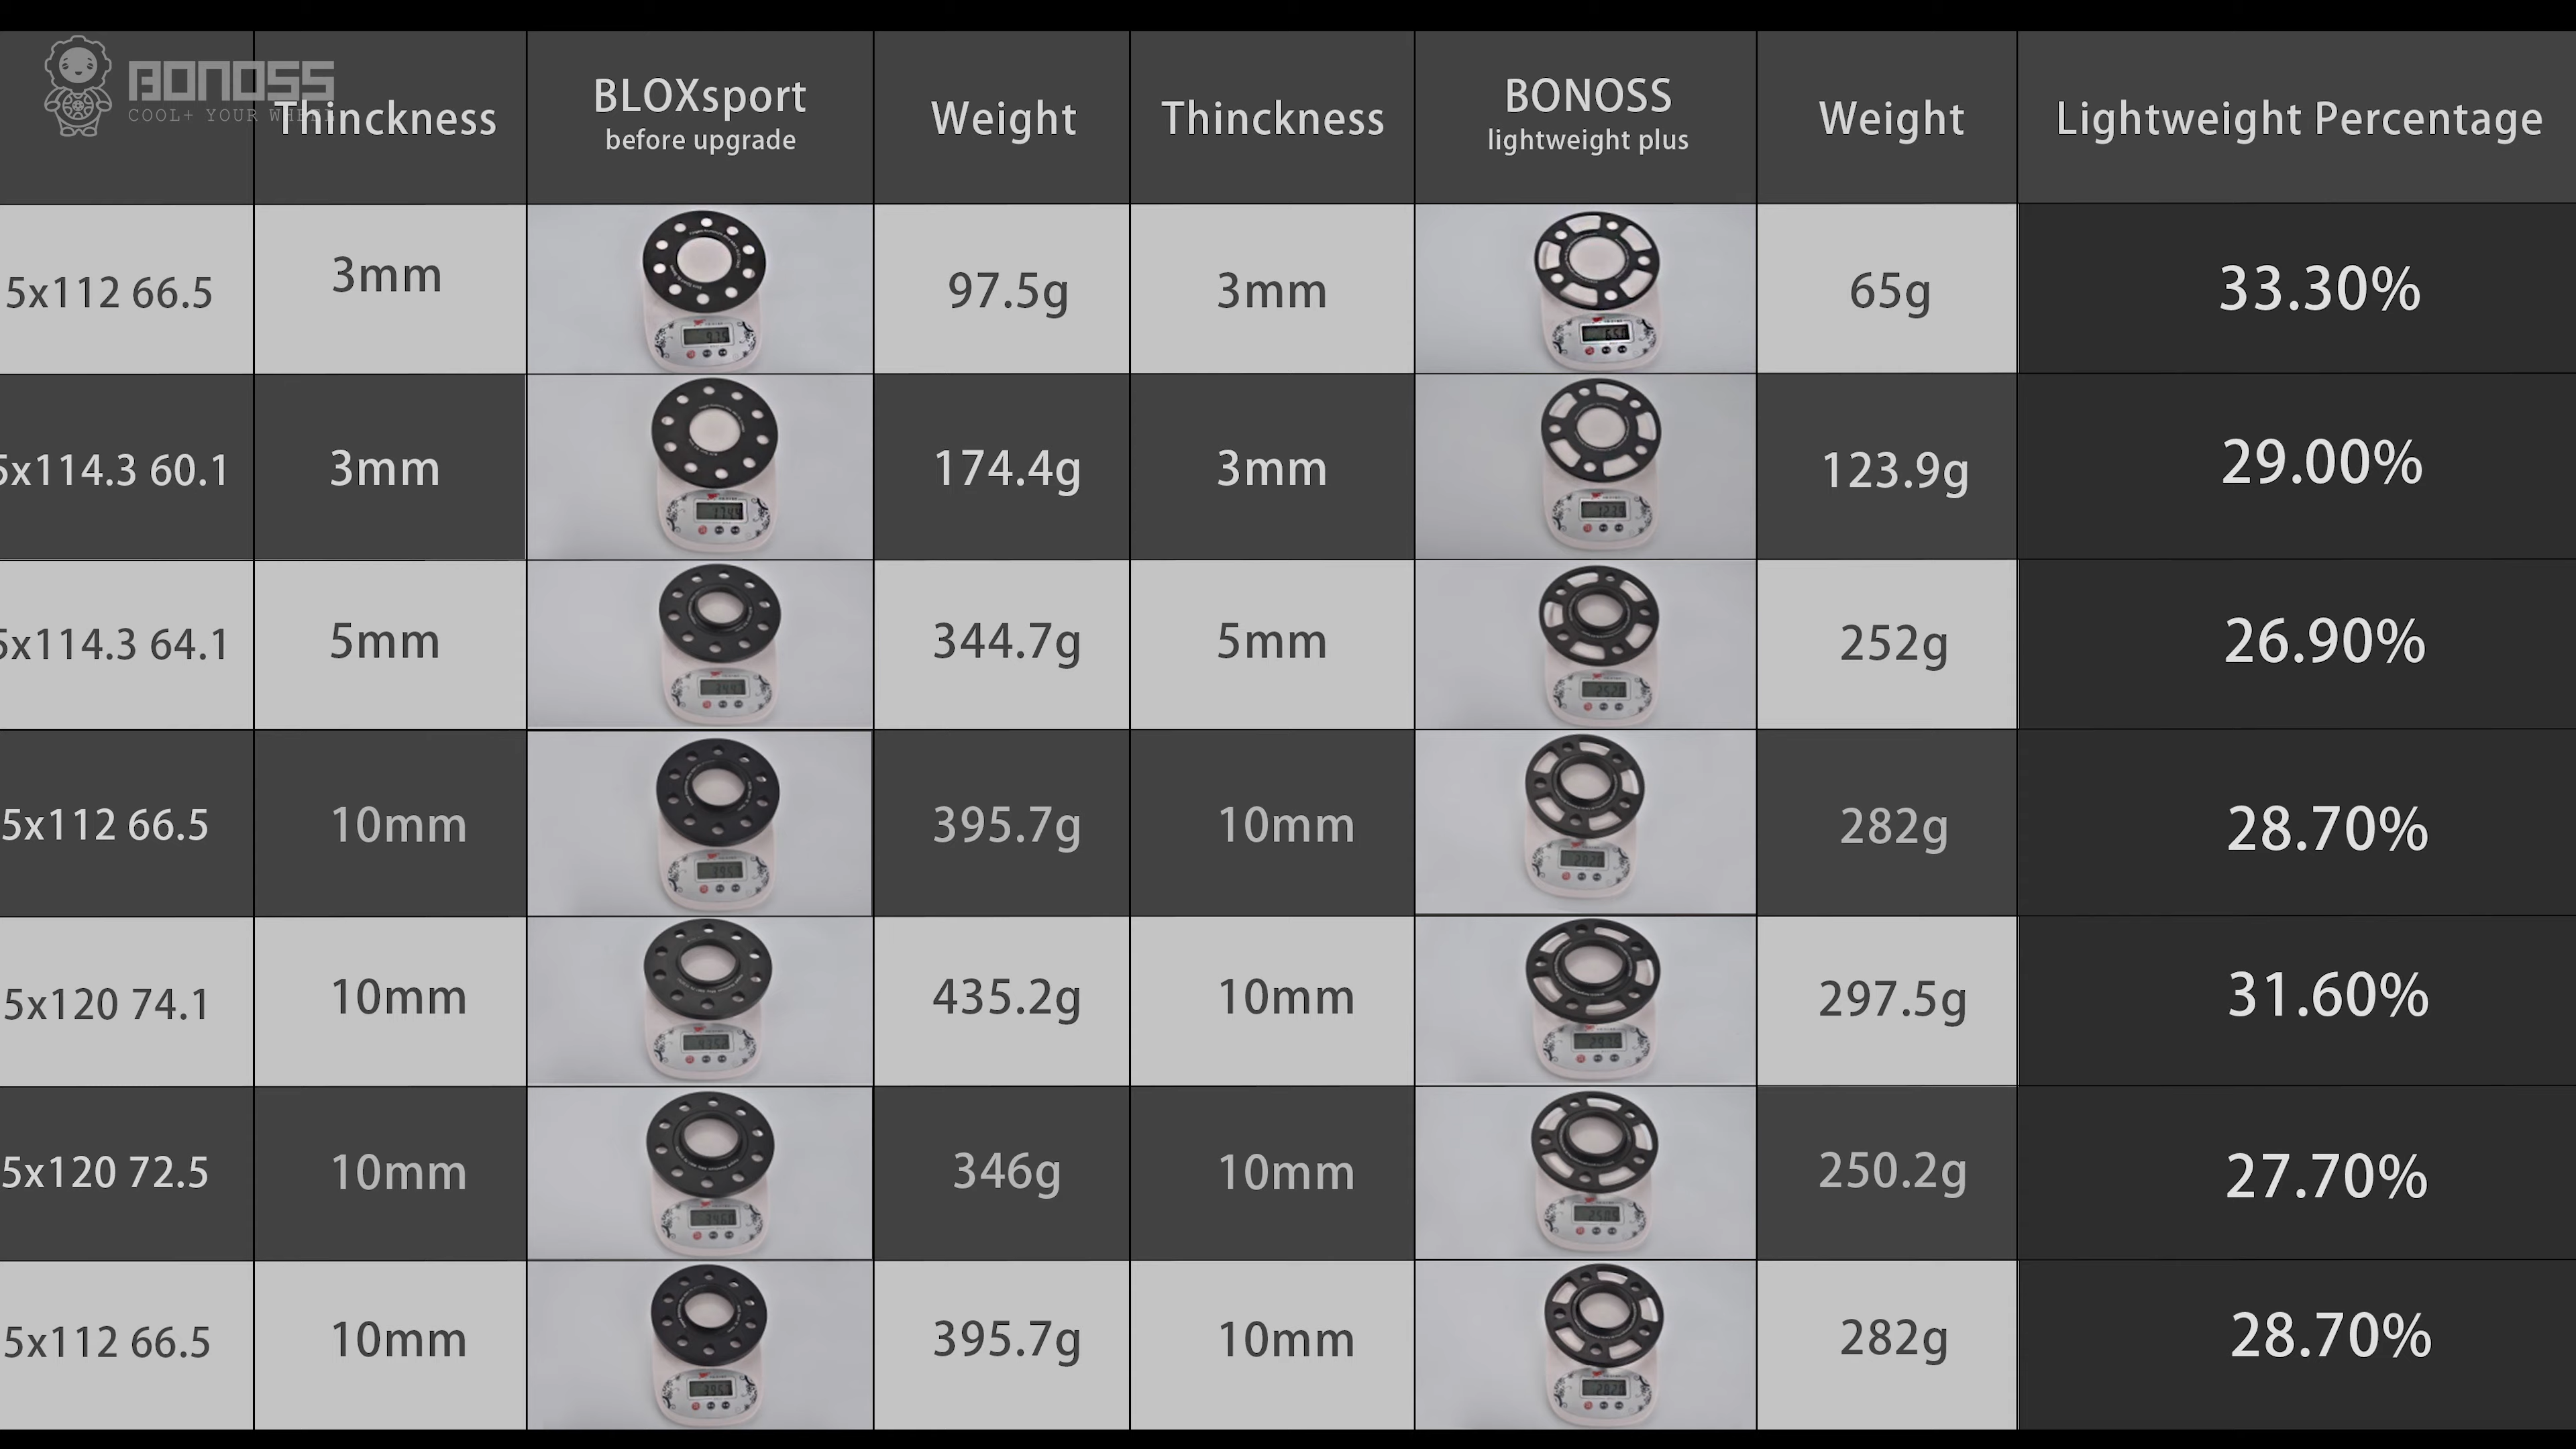 BONOSS
COOL+ YOUR WHEEL
Thinckness
BLOXsport
before upgrade
Weight
Thinckness
BONOSS
lightweight plus
Weight
Lightweight Percentage
5x112 66.5 3mm 97.5g 3mm 65g 33.30%
5x114.3 60.1 3mm 174.4g 3mm 123.9g 29.00%
5x114.3 64.1 5mm 344.7g 5mm 252g 26.90%
5x112 66.5 10mm 395.7g 10mm 282g 28.70%
5x120 74.1 10mm 435.2g 10mm 297.5g 31.60%
5x120 72.5 10mm 346g 10mm 250.2g 27.70%
5x112 66.5 10mm 395.7g 10mm 282g 28.70%